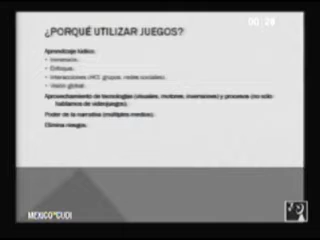 00:28
¿PORQUÉ UTILIZAR JUEGOS?
Aprendizaje lúdico.
• Inmersión.
• Enfoque.
• Interacciones (HCI, grupos, redes sociales).
• Visión global.
Aprovechamiento de tecnologías (visuales, motores, inversiones) y procesos (no sólo
hablamos de videojuegos).
Poder de la narrativa (múltiples medios).
Elimina riesgos.
MEXICO CUDI